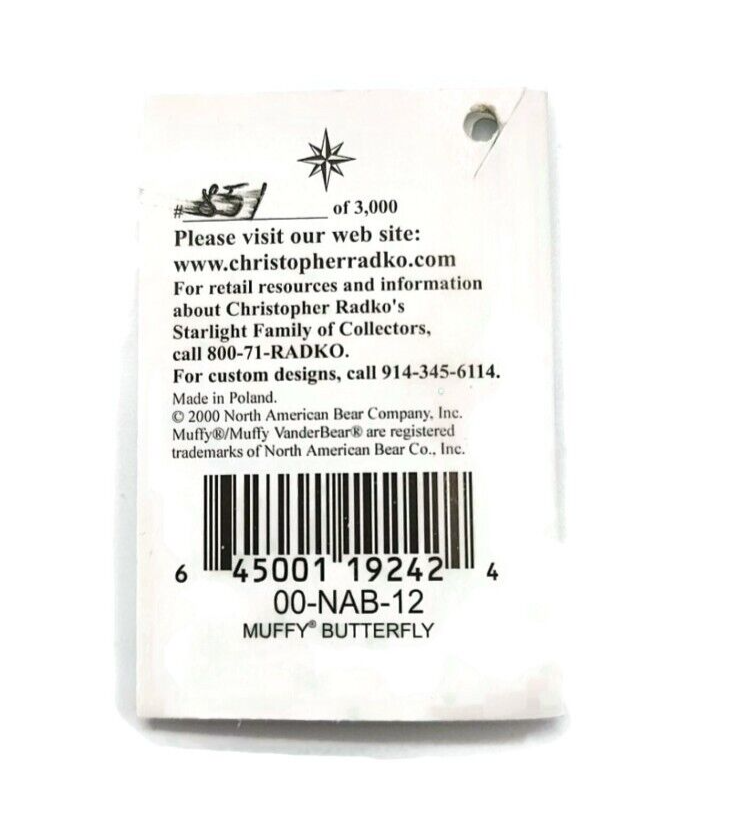 # 851 of 3,000
Please visit our web site:
www.christopherradko.com
For retail resources and information
about Christopher Radko's
Starlight Family of Collectors,
call 800-71-RADKO.
For custom designs, call 914-345-6114.
Made in Poland.
© 2000 North American Bear Company, Inc.
Muffy®/Muffy VanderBear® are registered
trademarks of North American Bear Co., Inc.
6 45001 19242 4
00-NAB-12
MUFFY® BUTTERFLY